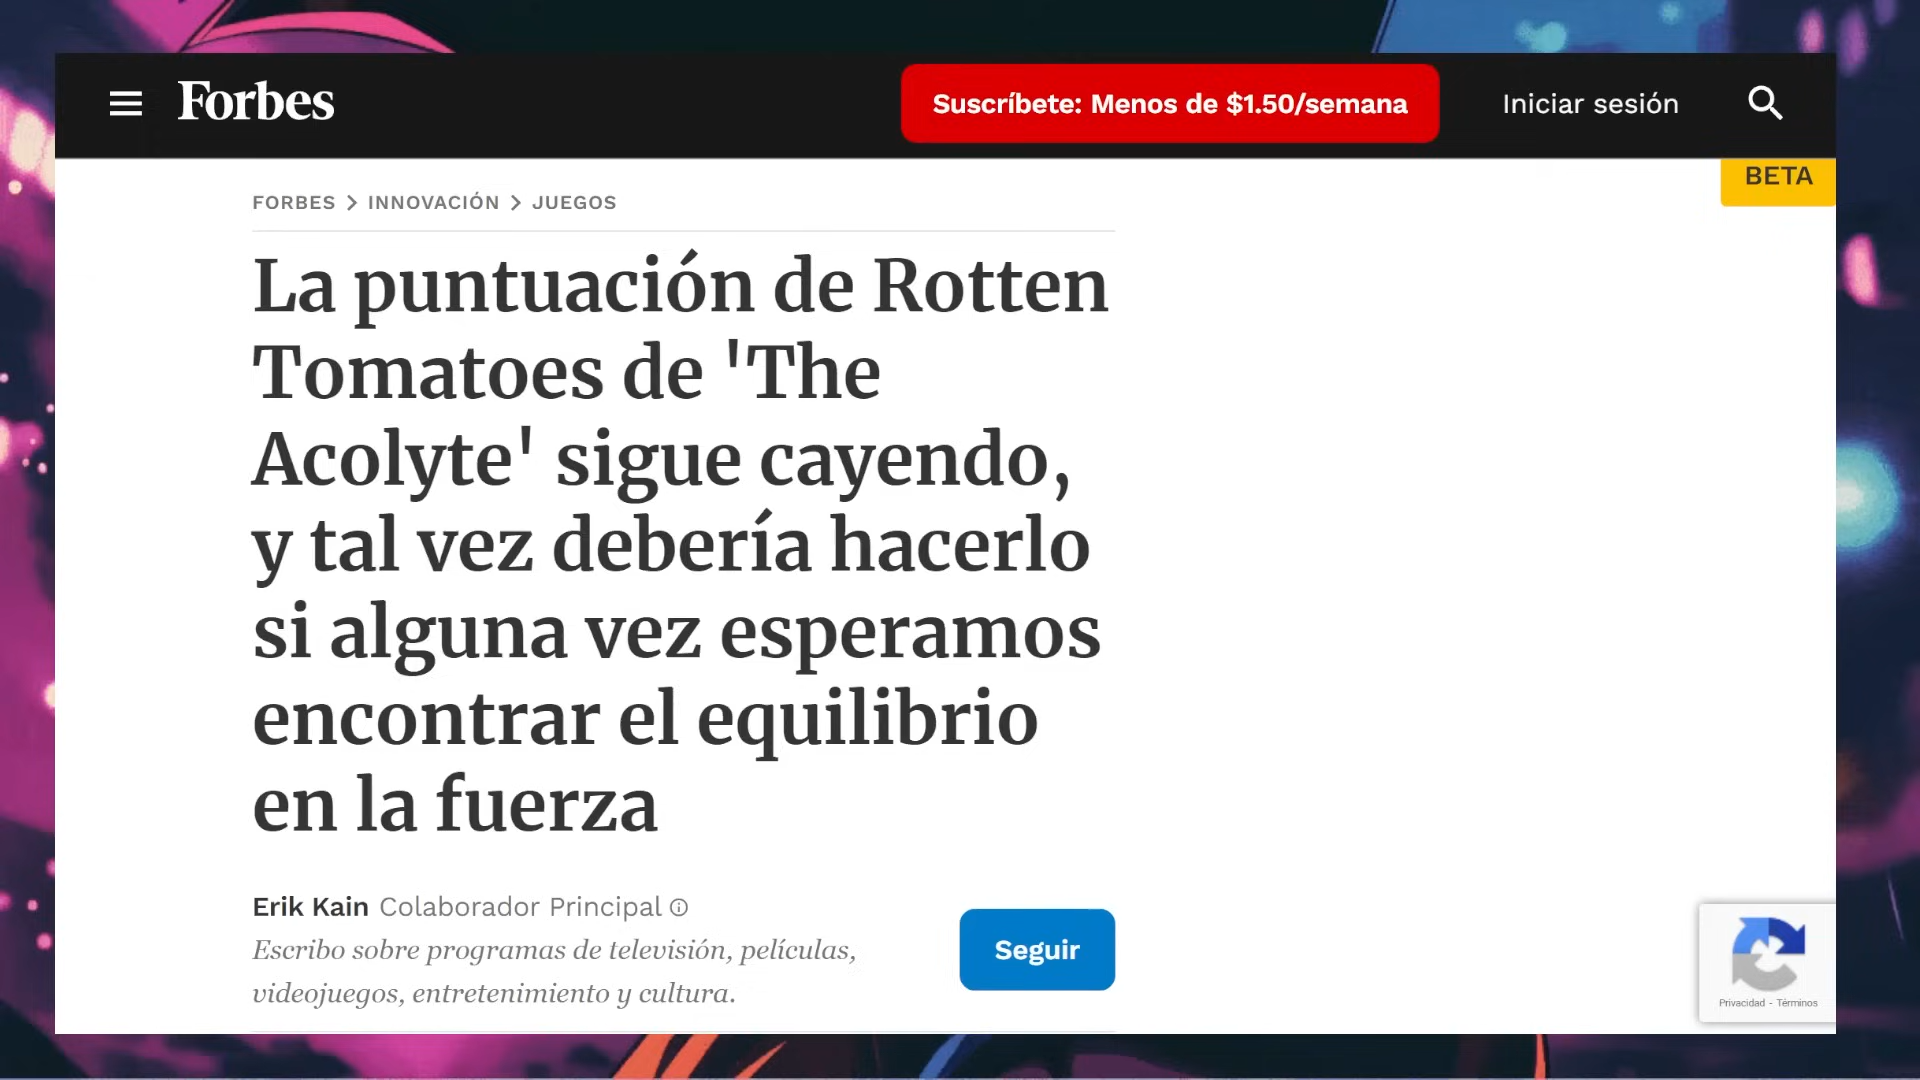 Forbes
Suscríbete: Menos de $1.50/semana
Iniciar sesión
BETA
FORBES > INNOVACIÓN > JUEGOS
La puntuación de Rotten
Tomatoes de 'The
Acolyte' sigue cayendo,
y tal vez debería hacerlo
si alguna vez esperamos
encontrar el equilibrio
en la fuerza
Erik Kain Colaborador Principal
Escribo sobre programas de televisión, películas,
videojuegos, entretenimiento y cultura.
Seguir
Privacidad - Términos